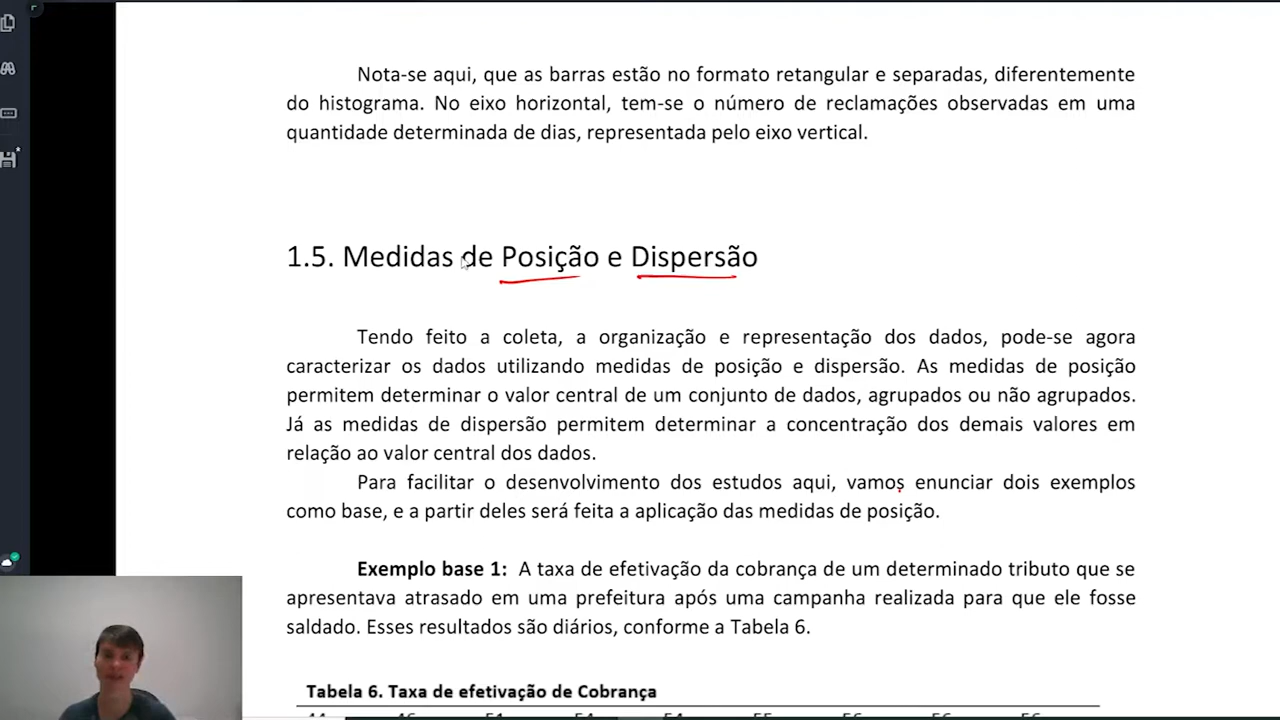 Nota-se aqui, que as barras estão no formato retangular e separadas, diferentemente
do histograma. No eixo horizontal, tem-se o número de reclamações observadas em uma
quantidade determinada de dias, representada pelo eixo vertical.
1.5. Medidas de Posição e Dispersão
Tendo feito a coleta, a organização e representação dos dados, pode-se agora
caracterizar os dados utilizando medidas de posição e dispersão. As medidas de posição
permitem determinar o valor central de um conjunto de dados, agrupados ou não agrupados.
Já as medidas de dispersão permitem determinar a concentração dos demais valores em
relação ao valor central dos dados.
Para facilitar o desenvolvimento dos estudos aqui, vamos enunciar dois exemplos
como base, e a partir deles será feita a aplicação das medidas de posição.
Exemplo base 1: A taxa de efetivação da cobrança de um determinado tributo que se
apresentava atrasado em uma prefeitura após uma campanha realizada para que ele fosse
saldado. Esses resultados são diários, conforme a Tabela 6.
Tabela 6. Taxa de efetivação de Cobrança